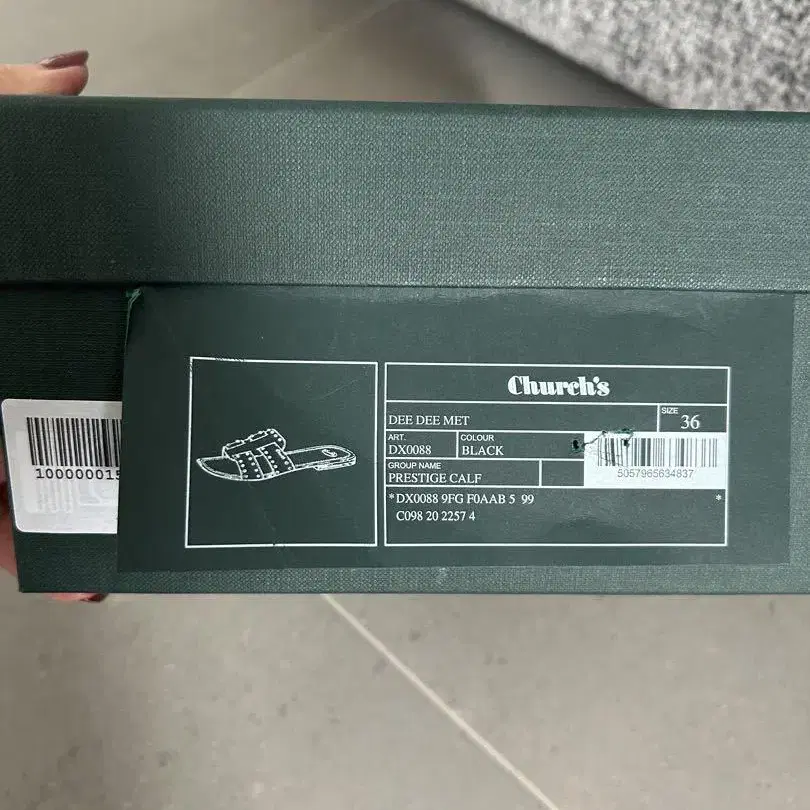 Church's
DEE DEE MET
SIZE
36
ART.
DX0088
COLOUR
BLACK
GROUP NAME
PRESTIGE CALF
5057965634837
*DX0088 9FG F0AAB 5 99 *
C098 20 2257 4
10000001